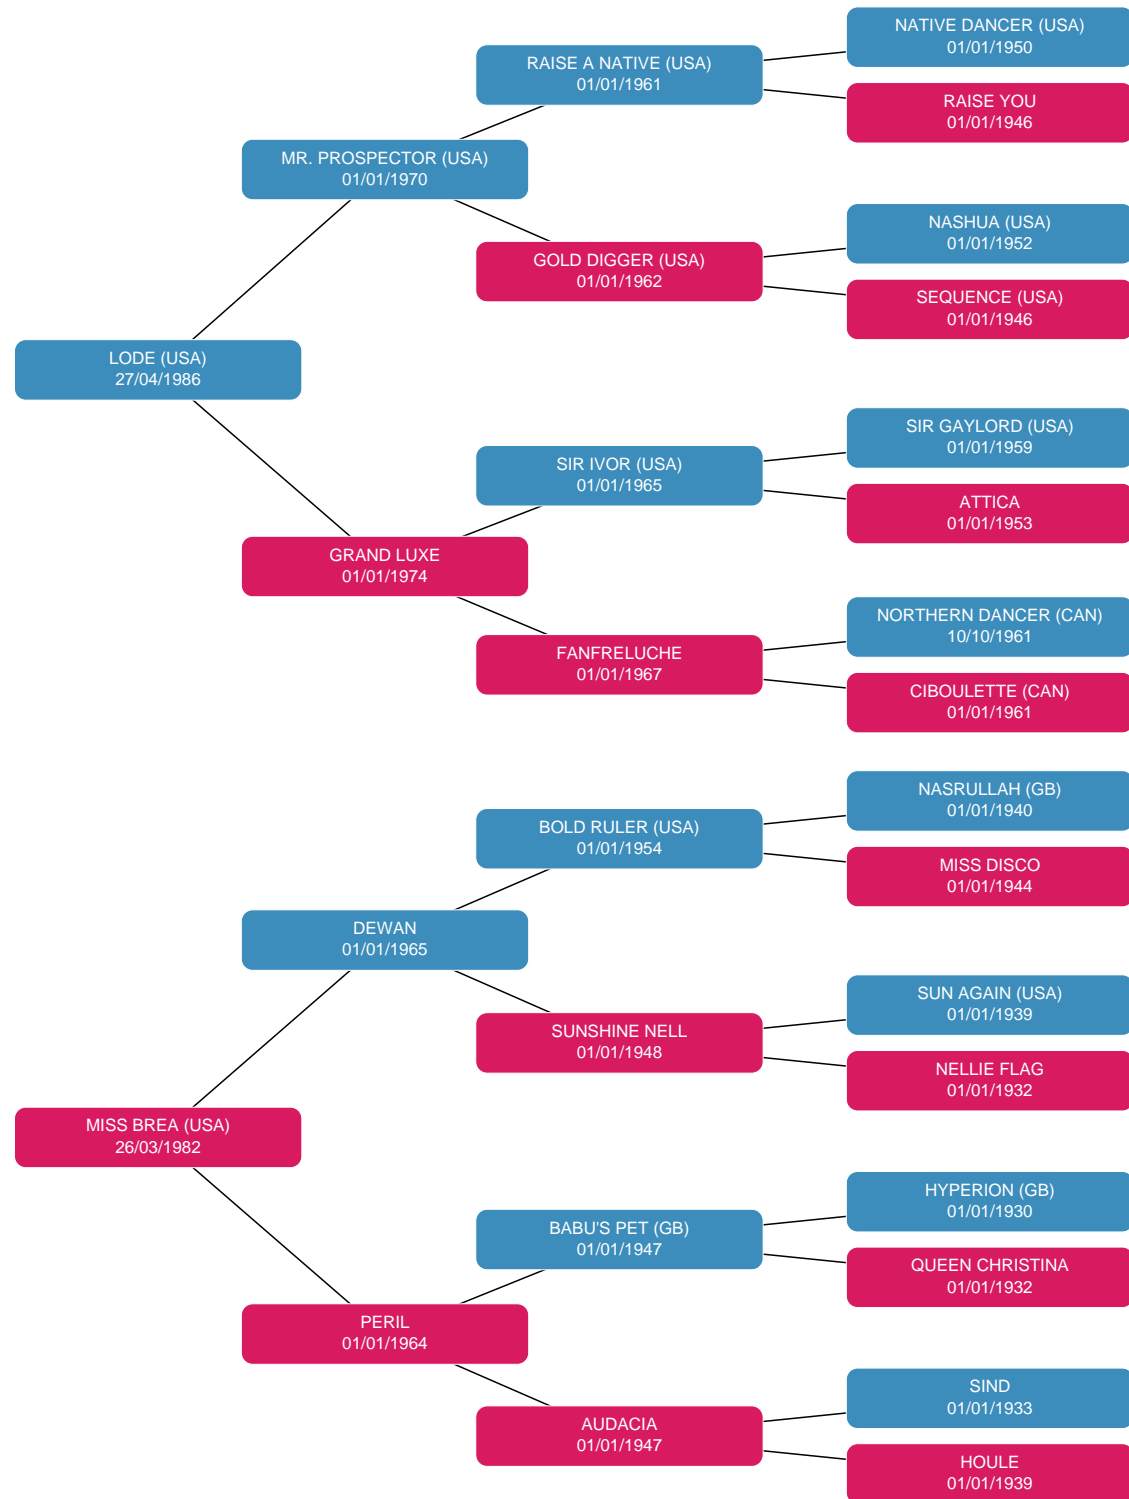 NATIVE DANCER (USA)
01/01/1950
RAISE A NATIVE (USA)
01/01/1961
RAISE YOU
01/01/1946
MR. PROSPECTOR (USA)
01/01/1970
NASHUA (USA)
01/01/1952
GOLD DIGGER (USA)
01/01/1962
SEQUENCE (USA)
01/01/1946
LODE (USA)
27/04/1986
SIR GAYLORD (USA)
01/01/1959
SIR IVOR (USA)
01/01/1965
ATTICA
01/01/1953
GRAND LUXE
01/01/1974
NORTHERN DANCER (CAN)
10/10/1961
FANFRELUCHE
01/01/1967
CIBOULETTE (CAN)
01/01/1961
NASRULLAH (GB)
01/01/1940
BOLD RULER (USA)
01/01/1954
MISS DISCO
01/01/1944
DEWAN
01/01/1965
SUN AGAIN (USA)
01/01/1939
SUNSHINE NELL
01/01/1948
NELLIE FLAG
01/01/1932
MISS BREA (USA)
26/03/1982
HYPERION (GB)
01/01/1930
BABU'S PET (GB)
01/01/1947
QUEEN CHRISTINA
01/01/1932
PERIL
01/01/1964
SIND
01/01/1933
AUDACIA
01/01/1947
HOULE
01/01/1939